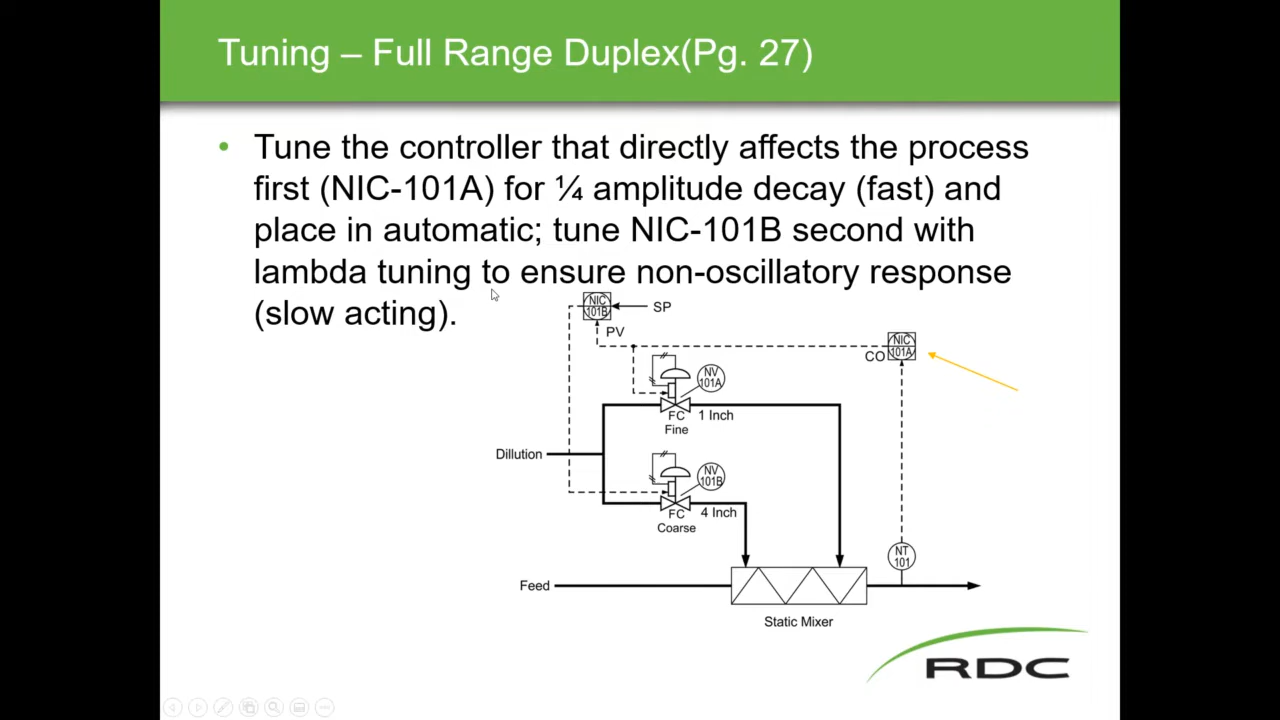 Tuning – Full Range Duplex(Pg. 27)
• Tune the controller that directly affects the process
first (NIC-101A) for ¼ amplitude decay (fast) and
place in automatic; tune NIC-101B second with
lambda tuning to ensure non-oscillatory response
(slow acting).
NIC
101B
SP
PV
NIC
101A
CO
NV
101A
FC
1 Inch
Fine
Dillution
NV
101B
FC
4 Inch
Coarse
NT
101
Feed
Static Mixer
RDC